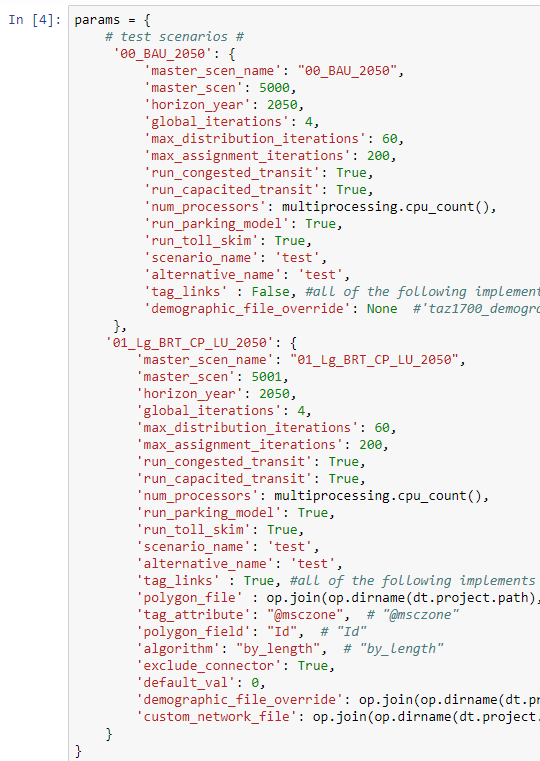 In [4]: params = {
    # test scenarios #
     '00_BAU_2050': {
         'master_scen_name': "00_BAU_2050",
         'master_scen': 5000,
         'horizon_year': 2050,
         'global_iterations': 4,
         'max_distribution_iterations': 60,
         'max_assignment_iterations': 200,
         'run_congested_transit': True,
         'run_capacited_transit': True,
         'num_processors': multiprocessing.cpu_count(),
         'run_parking_model': True,
         'run_toll_skim': True,
         'scenario_name': 'test',
         'alternative_name': 'test',
         'tag_links' : False, #all of the following implement
         'demographic_file_override': None  #'taz1700_demogra
     },
    '01_Lg_BRT_CP_LU_2050': {
        'master_scen_name': "01_Lg_BRT_CP_LU_2050",
        'master_scen': 5001,
        'horizon_year': 2050,
        'global_iterations': 4,
        'max_distribution_iterations': 60,
        'max_assignment_iterations': 200,
        'run_congested_transit': True,
        'run_capacited_transit': True,
        'num_processors': multiprocessing.cpu_count(),
        'run_parking_model': True,
        'run_toll_skim': True,
        'scenario_name': 'test',
        'alternative_name': 'test',
        'tag_links' : True, #all of the following implements
        'polygon_file' : op.join(op.dirname(dt.project.path),
        'tag_attribute': "@msczone",  # "@msczone"
        'polygon_field': "Id",  # "Id"
        'algorithm': "by_length",  # "by_length"
        'exclude_connector': True,
        'default_val': 0,
        'demographic_file_override': op.join(op.dirname(dt.pr
        'custom_network_file': op.join(op.dirname(dt.project.
    }
}